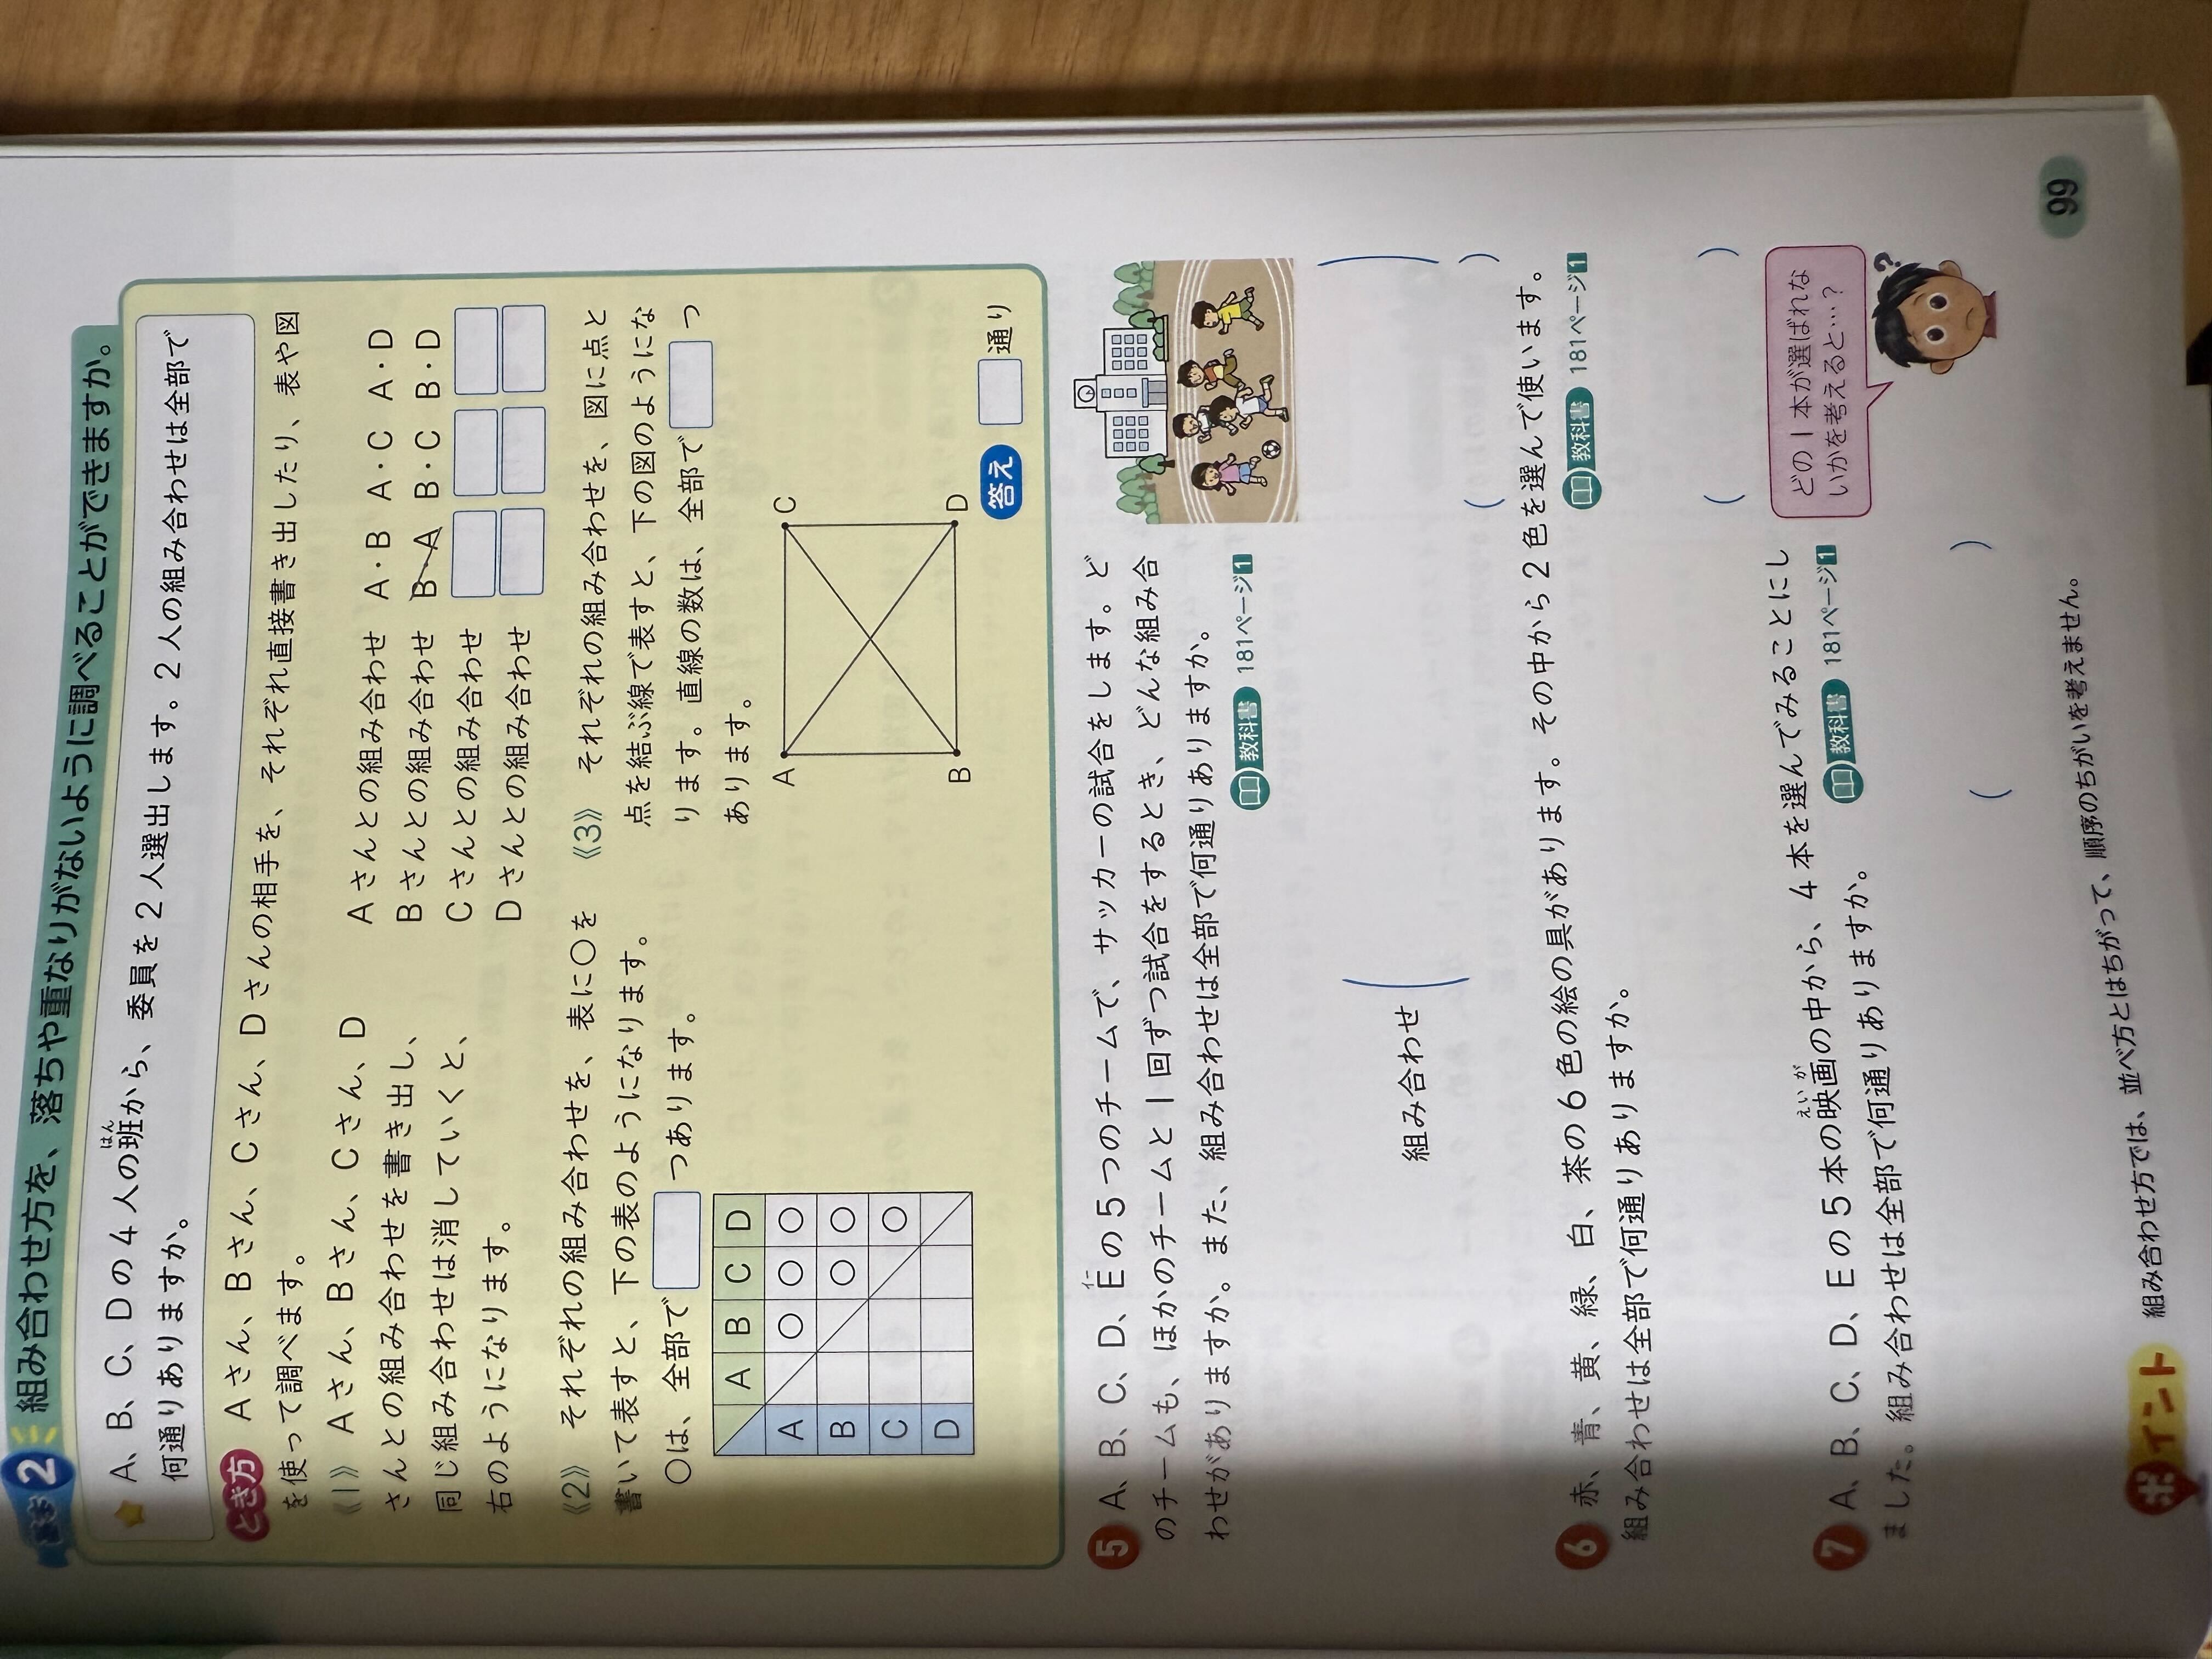 基本2 組み合わせ方を、落ちや重なりがないように調べることができますか。
A、B、C、Dの4人の班から、委員を2人選出します。2人の組み合わせは全部で
はん
何通りありますか。
とき方 Aさん、Bさん、Cさん、Dさんの相手を、それぞれ直接書き出したり、表や図
を使って調べます。
《1》 Aさん、Bさん、Cさん、D
さんとの組み合わせを書き出し、
同じ組み合わせは消していくと、
右のようになります。
Aさんとの組み合わせ A・B A・C A・D
Bさんとの組み合わせ B・A B・C B・D
Cさんとの組み合わせ
Dさんとの組み合わせ
《2》 それぞれの組み合わせを、表に○を
書いて表すと、下の表のようになります。
○は、全部で つあります。
A B C D
A ○ ○ ○
B ○ ○
C ○
D
《3》 それぞれの組み合わせを、図に点と
点を結ぶ線で表すと、下の図のようにな
ります。直線の数は、全部で つ
あります。
A C
B D
答え 通り
5 A、B、C、D、Eの5つのチームで、サッカーの試合をします。ど
イー
のチームも、ほかのチームと1回ずつ試合をするとき、どんな組み合
わせがありますか。また、組み合わせは全部で何通りありますか。
教科書 181ページ1
組み合わせ ( )
( )
6 赤、青、黄、緑、白、茶の6色の絵の具があります。その中から2色を選んで使います。
組み合わせは全部で何通りありますか。
教科書 181ページ1
( )
7 A、B、C、D、Eの5本の映画の中から、4本を選んでみることにし
えいが
ました。組み合わせは全部で何通りありますか。
教科書 181ページ1
どの1本が選ばれな
いかを考えると…?
?
( )
ポイント 組み合わせ方では、並べ方とはちがって、順序のちがいを考えません。
99